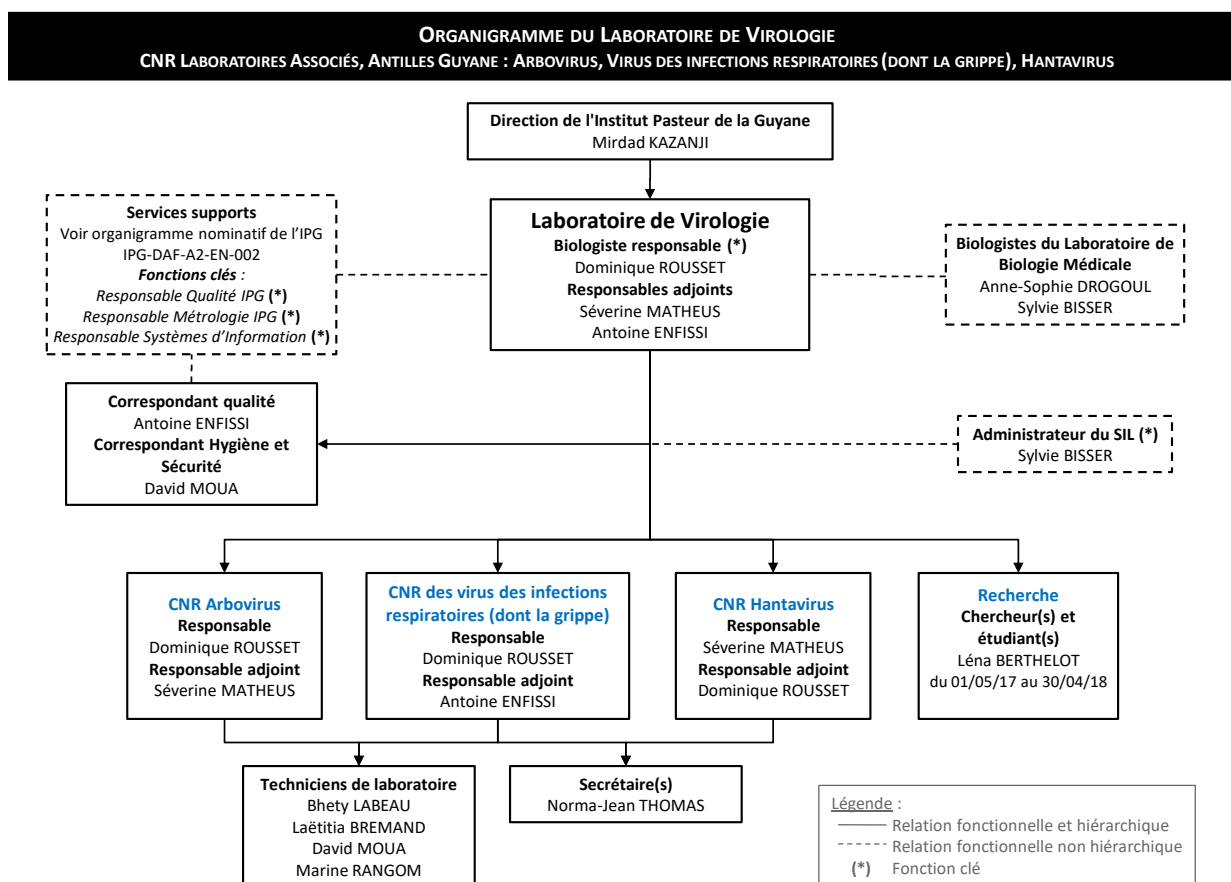 ORGANIGRAMME DU LABORATOIRE DE VIROLOGIE
CNR LABORATOIRES ASSOCIÉS, ANTILLES GUYANE : ARBOVIRUS, VIRUS DES INFECTIONS RESPIRATOIRES (DONT LA GRIPPE), HANTAVIRUS
Direction de l'Institut Pasteur de la Guyane
Mirdad KAZANJI
Services supports
Voir organigramme nominatif de l’IPG
IPG-DAF-A2-EN-002
Fonctions clés :
Responsable Qualité IPG (*)
Responsable Métrologie IPG (*)
Responsable Systèmes d’Information (*)
Laboratoire de Virologie
Biologiste responsable (*)
Dominique ROUSSET
Responsables adjoints
Séverine MATHEUS
Antoine ENFISSI
Biologistes du Laboratoire de
Biologie Médicale
Anne-Sophie DROGOUL
Sylvie BISSER
Correspondant qualité
Antoine ENFISSI
Correspondant Hygiène et
Sécurité
David MOUA
Administrateur du SIL (*)
Sylvie BISSER
CNR Arbovirus
Responsable
Dominique ROUSSET
Responsable adjoint
Séverine MATHEUS
CNR des virus des infections
respiratoires (dont la grippe)
Responsable
Dominique ROUSSET
Responsable adjoint
Antoine ENFISSI
CNR Hantavirus
Responsable
Séverine MATHEUS
Responsable adjoint
Dominique ROUSSET
Recherche
Chercheur(s) et
étudiant(s)
Léna BERTHELOT
du 01/05/17 au 30/04/18
Techniciens de laboratoire
Bhety LABEAU
Laëtitia BREMAND
David MOUA
Marine RANGOM
Secrétaire(s)
Norma-Jean THOMAS
Légende :
Relation fonctionnelle et hiérarchique
Relation fonctionnelle non hiérarchique
(*) Fonction clé